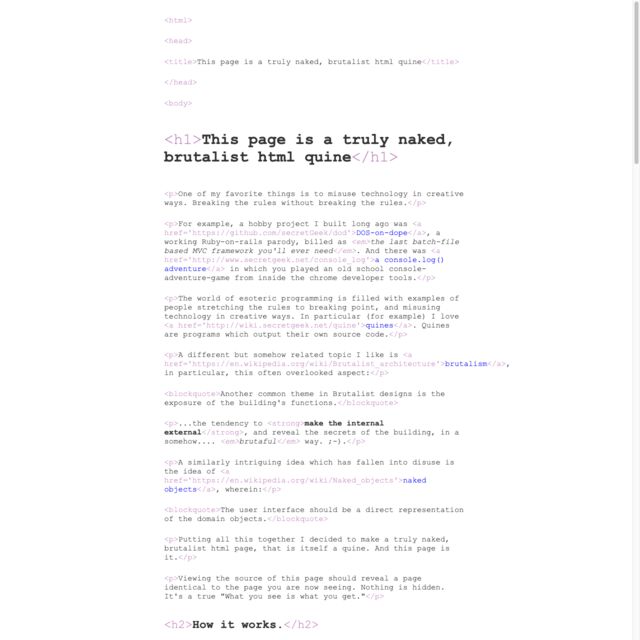 <html>
<head>
<title>This page is a truly naked, brutalist html quine</title>
</head>
<body>
<h1>This page is a truly naked,
brutalist html quine</h1>
<p>One of my favorite things is to misuse technology in creative
ways. Breaking the rules without breaking the rules.</p>
<p>For example, a hobby project I built long ago was <a
href='https://github.com/secretGeek/dod'>DOS-on-dope</a>, a
working Ruby-on-rails parody, billed as <em>the last batch-file
based MVC framework you'll ever need</em>. And there was <a
href='http://www.secretgeek.net/console_log'>a console.log()
adventure</a> in which you played an old school console-
adventure-game from inside the chrome developer tools.</p>
<p>The world of esoteric programming is filled with examples of
people stretching the rules to breaking point, and misusing
technology in creative ways. In particular (for example) I love
<a href='http://wiki.secretgeek.net/quine'>quines</a>. Quines
are programs which output their own source code.</p>
<p>A different but somehow related topic I like is <a
href='https://en.wikipedia.org/wiki/Brutalist_architecture'>brutalism</a>,
in particular, this often overlooked aspect:</p>
<blockquote>Another common theme in Brutalist designs is the
exposure of the building's functions.</blockquote>
<p>...the tendency to <strong>make the internal
external</strong>, and reveal the secrets of the building, in a
somehow.... <em>brutaful</em> way. ;-).</p>
<p>A similarly intriguing idea which has fallen into disuse is
the idea of <a
href='https://en.wikipedia.org/wiki/Naked_objects'>naked
objects</a>, wherein:</p>
<blockquote>The user interface should be a direct representation
of the domain objects.</blockquote>
<p>Putting all this together I decided to make a truly naked,
brutalist html page, that is itself a quine. And this page is
it.</p>
<p>Viewing the source of this page should reveal a page
identical to the page you are now seeing. Nothing is hidden.
It's a true "What you see is what you get."</p>
<h2>How it works.</h2>